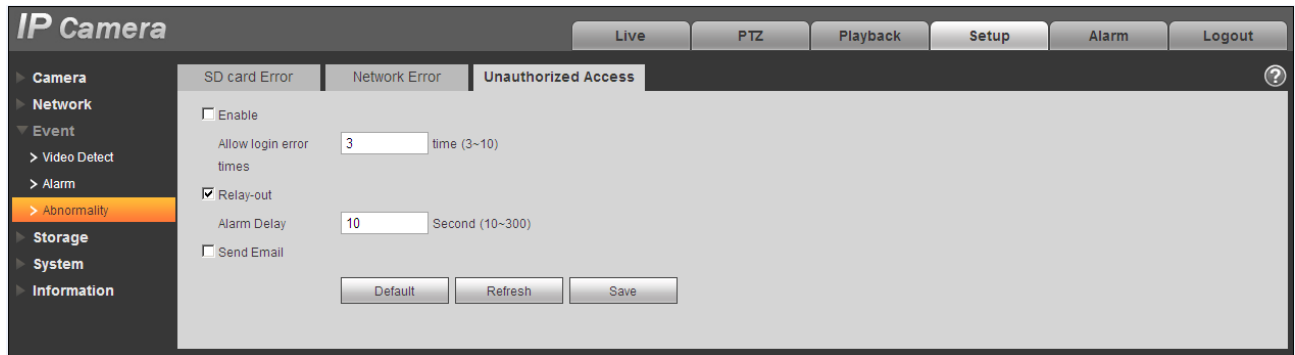 IP Camera
Live PTZ Playback Setup Alarm Logout
Camera
Network
Event
> Video Detect
> Alarm
> Abnormality
Storage
System
Information
SD card Error Network Error Unauthorized Access ?
Enable
Allow login error times 3 time (3~10)
Relay-out
Alarm Delay 10 Second (10~300)
Send Email
Default Refresh Save